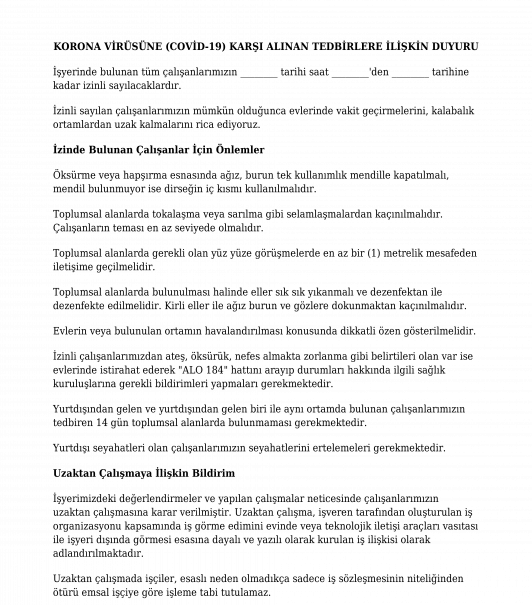 KORONA VİRÜSÜNE (COVİD-19) KARŞI ALINAN TEDBİRLERE İLİŞKİN DUYURU
İşyerinde bulunan tüm çalışanlarımızın ________ tarihi saat ________'den ________ tarihine
kadar izinli sayılacaklardır.
İzinli sayılan çalışanlarımızın mümkün olduğunca evlerinde vakit geçirmelerini, kalabalık
ortamlardan uzak kalmalarını rica ediyoruz.
İzinde Bulunan Çalışanlar İçin Önlemler
Öksürme veya hapşırma esnasında ağız, burun tek kullanımlık mendille kapatılmalı,
mendil bulunmuyor ise dirseğin iç kısmı kullanılmalıdır.
Toplumsal alanlarda tokalaşma veya sarılma gibi selamlaşmalardan kaçınılmalıdır.
Çalışanların teması en az seviyede olmalıdır.
Toplumsal alanlarda gerekli olan yüz yüze görüşmelerde en az bir (1) metrelik mesafeden
iletişime geçilmelidir.
Toplumsal alanlarda bulunulması halinde eller sık sık yıkanmalı ve dezenfektan ile
dezenfekte edilmelidir. Kirli eller ile ağız burun ve gözlere dokunmaktan kaçınılmalıdır.
Evlerin veya bulunulan ortamın havalandırılması konusunda dikkatli özen gösterilmelidir.
İzinli çalışanlarımızdan ateş, öksürük, nefes almakta zorlanma gibi belirtileri olan var ise
evlerinde istirahat ederek "ALO 184" hattını arayıp durumları hakkında ilgili sağlık
kuruluşlarına gerekli bildirimleri yapmaları gerekmektedir.
Yurtdışından gelen ve yurtdışından gelen biri ile aynı ortamda bulunan çalışanlarımızın
tedbiren 14 gün toplumsal alanlarda bulunmaması gerekmektedir.
Yurtdışı seyahatleri olan çalışanlarımızın seyahatlerini ertelemeleri gerekmektedir.
Uzaktan Çalışmaya İlişkin Bildirim
İşyerimizdeki değerlendirmeler ve yapılan çalışmalar neticesinde çalışanlarımızın
uzaktan çalışmasına karar verilmiştir. Uzaktan çalışma, işveren tarafından oluşturulan iş
organizasyonu kapsamında iş görme edimini evinde veya teknolojik iletişi araçları vasıtası
ile işyeri dışında görmesi esasına dayalı ve yazılı olarak kurulan iş ilişkisi olarak
adlandırılmaktadır.
Uzaktan çalışmada işçiler, esaslı neden olmadıkça sadece iş sözleşmesinin niteliğinden
ötürü emsal işçiye göre işleme tabi tutulamaz.